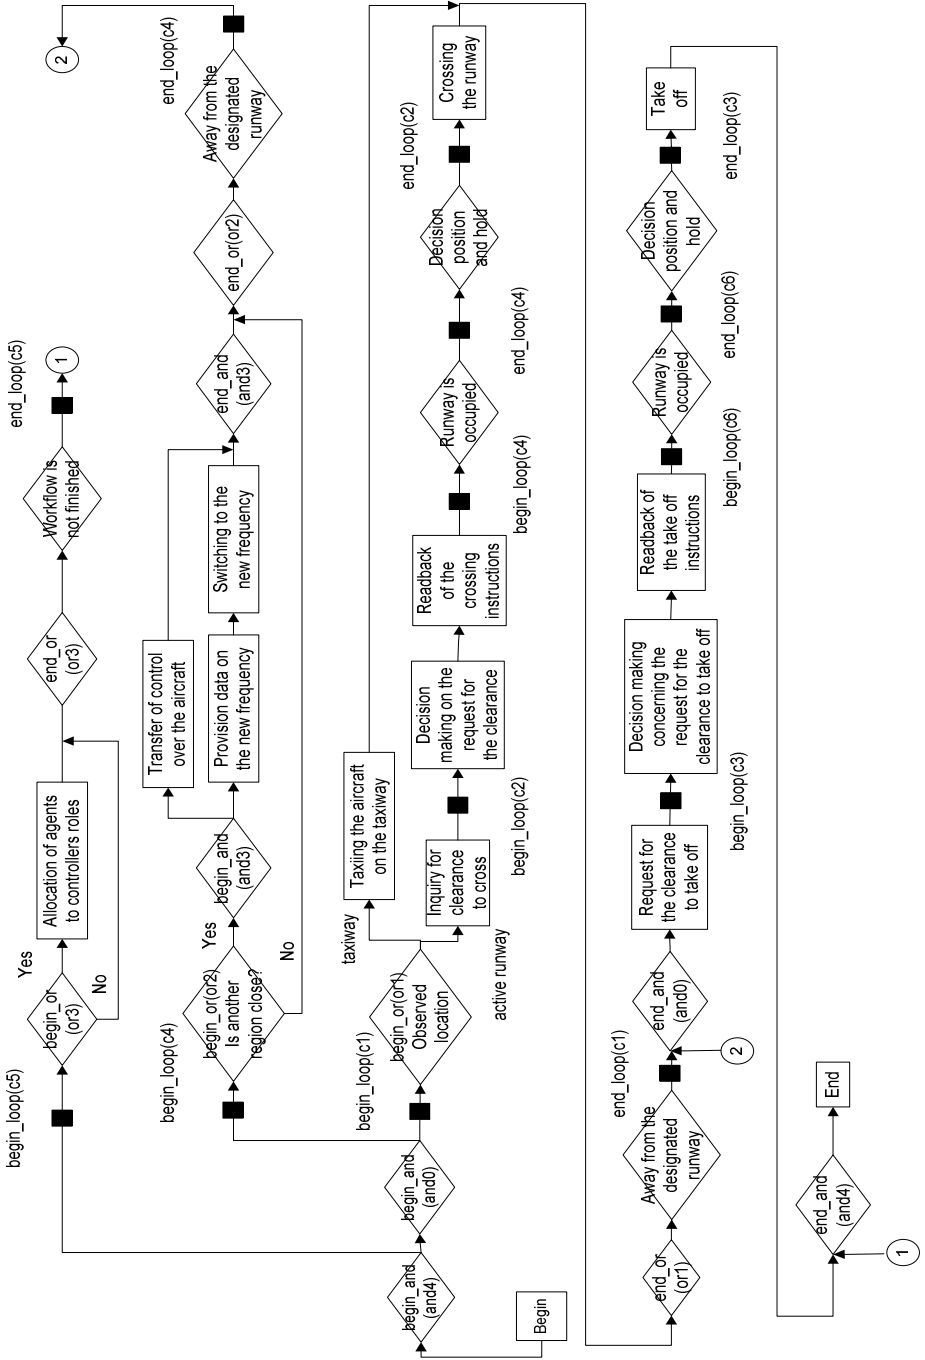 begin_loop(c5)
begin_or
(or3)
Yes
No
Allocation of agents
to controllers roles
end_or
(or3)
Workflow is
not finished
end_loop(c5)
1
2
begin_loop(c4)
begin_or(or2)
Is another
region close?
Yes
No
begin_and
(and3)
Transfer of control
over the aircraft
Provision data on
the new frequency
Switching to the
new frequency
end_and
(and3)
end_or(or2)
Away from the
designated
runway
end_loop(c4)
Begin
begin_and
(and4)
begin_and
(and0)
begin_loop(c1)
begin_or(or1)
Observed
location
taxiway
active runway
Taxiing the aircraft
on the taxiway
Inquiry for
clearance
to cross
begin_loop(c2)
Decision
making on the
request for
the clearance
Readback
of the
crossing
instructions
begin_loop(c4)
Runway is
occupied
end_loop(c4)
Decision
position
and hold
end_loop(c2)
Crossing
the runway
end_or
(or1)
Away from the
designated
runway
end_loop(c1)
2
end_and
(and0)
Request for
the clearance
to take off
begin_loop(c3)
Decision making
concerning the
request for the
clearance to take off
Readback of
the take off
instructions
begin_loop(c6)
Runway is
occupied
end_loop(c6)
Decision
position and
hold
end_loop(c3)
Take
off
1
end_and
(and4)
End